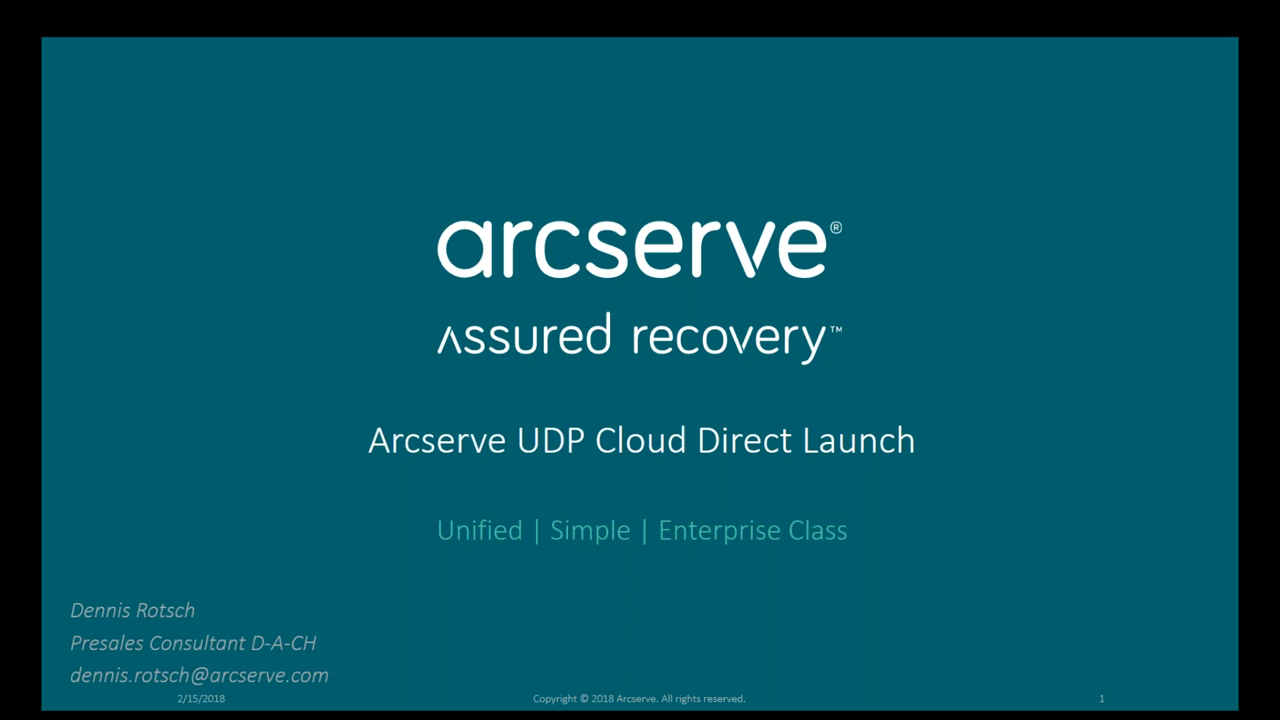 arcserve®
assured recovery™
Arcserve UDP Cloud Direct Launch
Unified | Simple | Enterprise Class
Dennis Rotsch
Presales Consultant D-A-CH
dennis.rotsch@arcserve.com
2/15/2018 Copyright © 2018 Arcserve. All rights reserved. 1